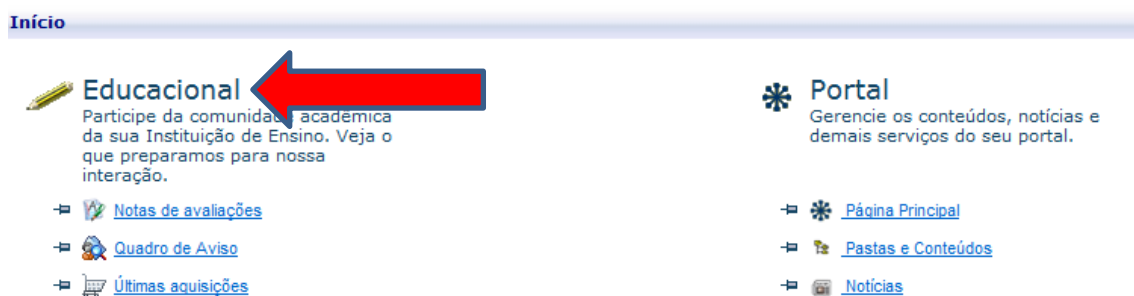 Início
Educacional
Participe da comunidade acadêmica
da sua Instituição de Ensino. Veja o
que preparamos para nossa
interação.
Notas de avaliações
Quadro de Aviso
Últimas aquisições
Portal
Gerencie os conteúdos, notícias e
demais serviços do seu portal.
Página Principal
Pastas e Conteúdos
Notícias